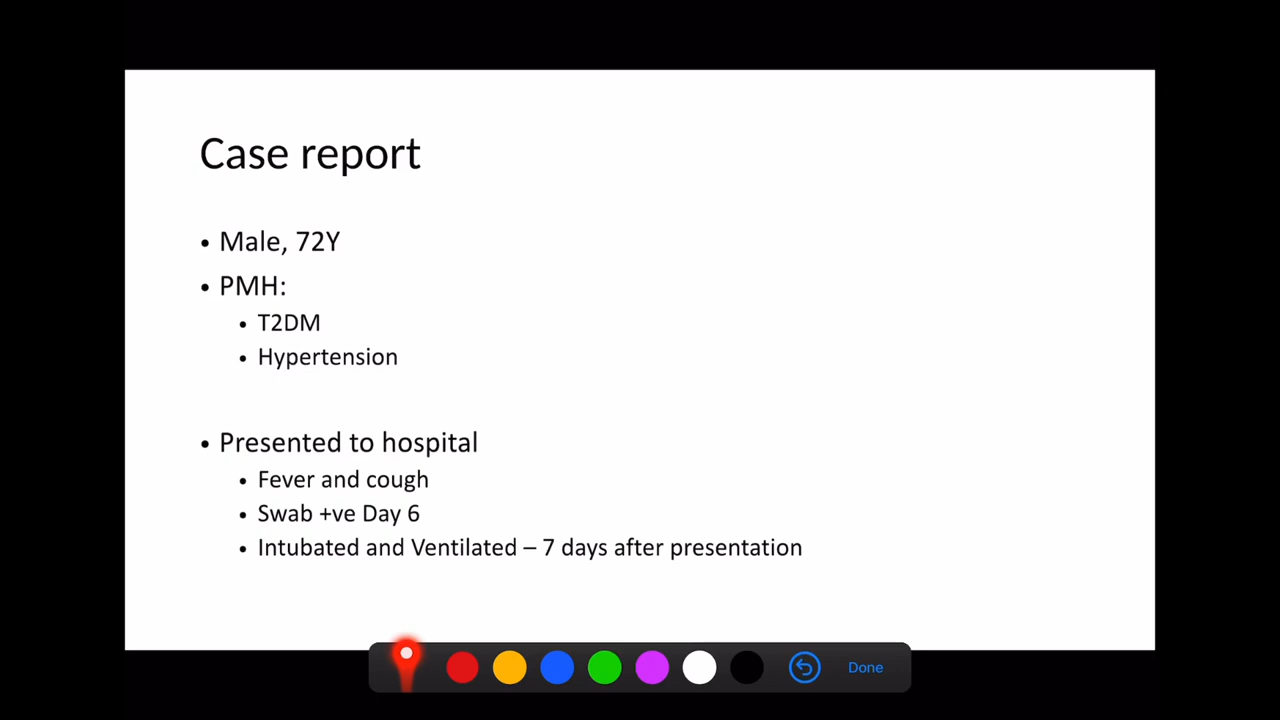 Case report
• Male, 72Y
• PMH:
• T2DM
• Hypertension
• Presented to hospital
• Fever and cough
• Swab +ve Day 6
• Intubated and Ventilated – 7 days after presentation
Done